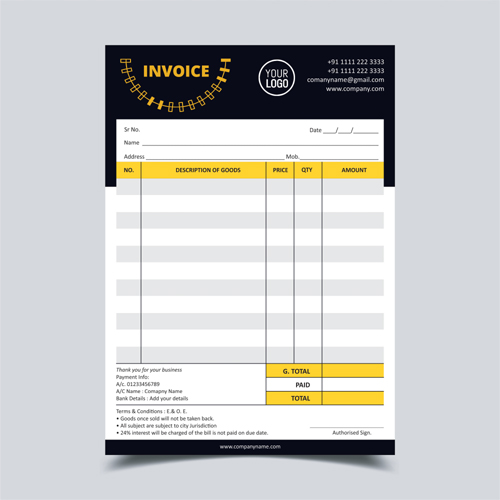 INVOICE
YOUR
LOGO
+91 1111 222 3333
+91 1111 222 3333
comanyname@gmail.com
www.company.com
Sr No.
Date ____/____/________
Name
Address
Mob.
NO. DESCRIPTION OF GOODS PRICE QTY AMOUNT
Thank you for your business
Payment Info:
A/c. 01233456789
A/C Name : Comapny Name
Bank Details : Add your details
G. TOTAL
PAID
TOTAL
Terms & Conditions : E.& O. E.
• Goods once sold will not be taken back.
• All subject are subject to city Jurisdiction
• 24% interest will be charged of the bill is not paid on due date.
Authorised Sign.
www.companyname.com